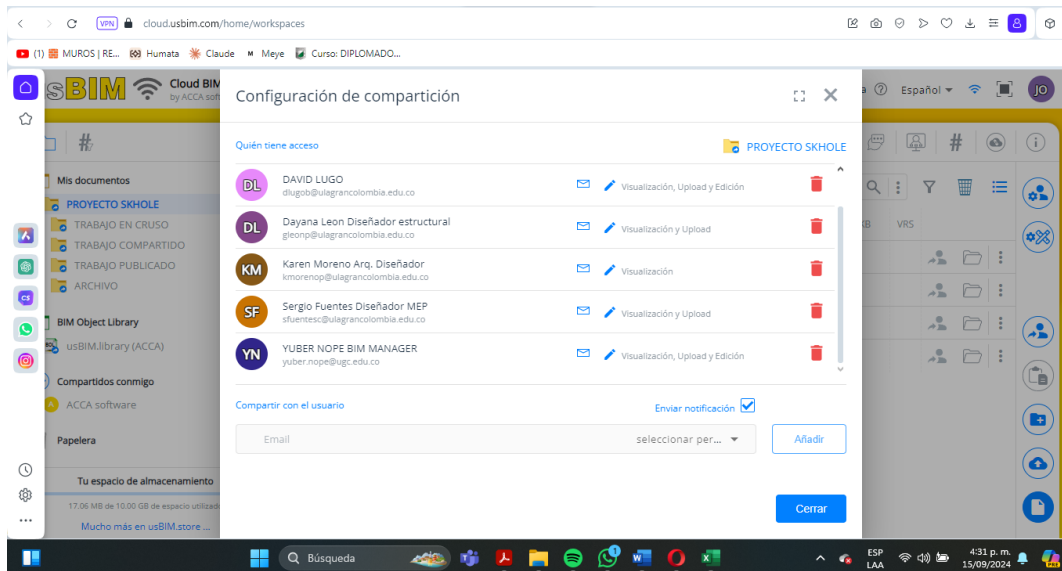 VPN cloud.usbim.com/home/workspaces
(1) MUROS | RE... Humata Claude M Meye Curso: DIPLOMADO...
usBIM Cloud BIM
by ACCA soft
Español JO
Configuración de compartición
Quién tiene acceso PROYECTO SKHOLE
DL DAVID LUGO
dlugob@ulagrancolombia.edu.co
Visualización, Upload y Edición
DL Dayana Leon Diseñador estructural
gleonp@ulagrancolombia.edu.co
Visualización y Upload
KM Karen Moreno Arq. Diseñador
kmorenop@ulagrancolombia.edu.co
Visualización
SF Sergio Fuentes Diseñador MEP
sfuentesc@ulagrancolombia.edu.co
Visualización y Upload
YN YUBER NOPE BIM MANAGER
yuber.nope@ugc.edu.co
Visualización, Upload y Edición
Compartir con el usuario Enviar notificación
Email seleccionar per... Añadir
Cerrar
Mis documentos
PROYECTO SKHOLE
TRABAJO EN CRUSO
TRABAJO COMPARTIDO
TRABAJO PUBLICADO
ARCHIVO
BIM Object Library
usBIM.library (ACCA)
Compartidos conmigo
A ACCA software
Papelera
Tu espacio de almacenamiento
17.06 MB de 10.00 GB de espacio utilizado
Mucho más en usBIM.store ...
KB VRS
Búsqueda
ESP
LAA
4:31 p. m.
15/09/2024